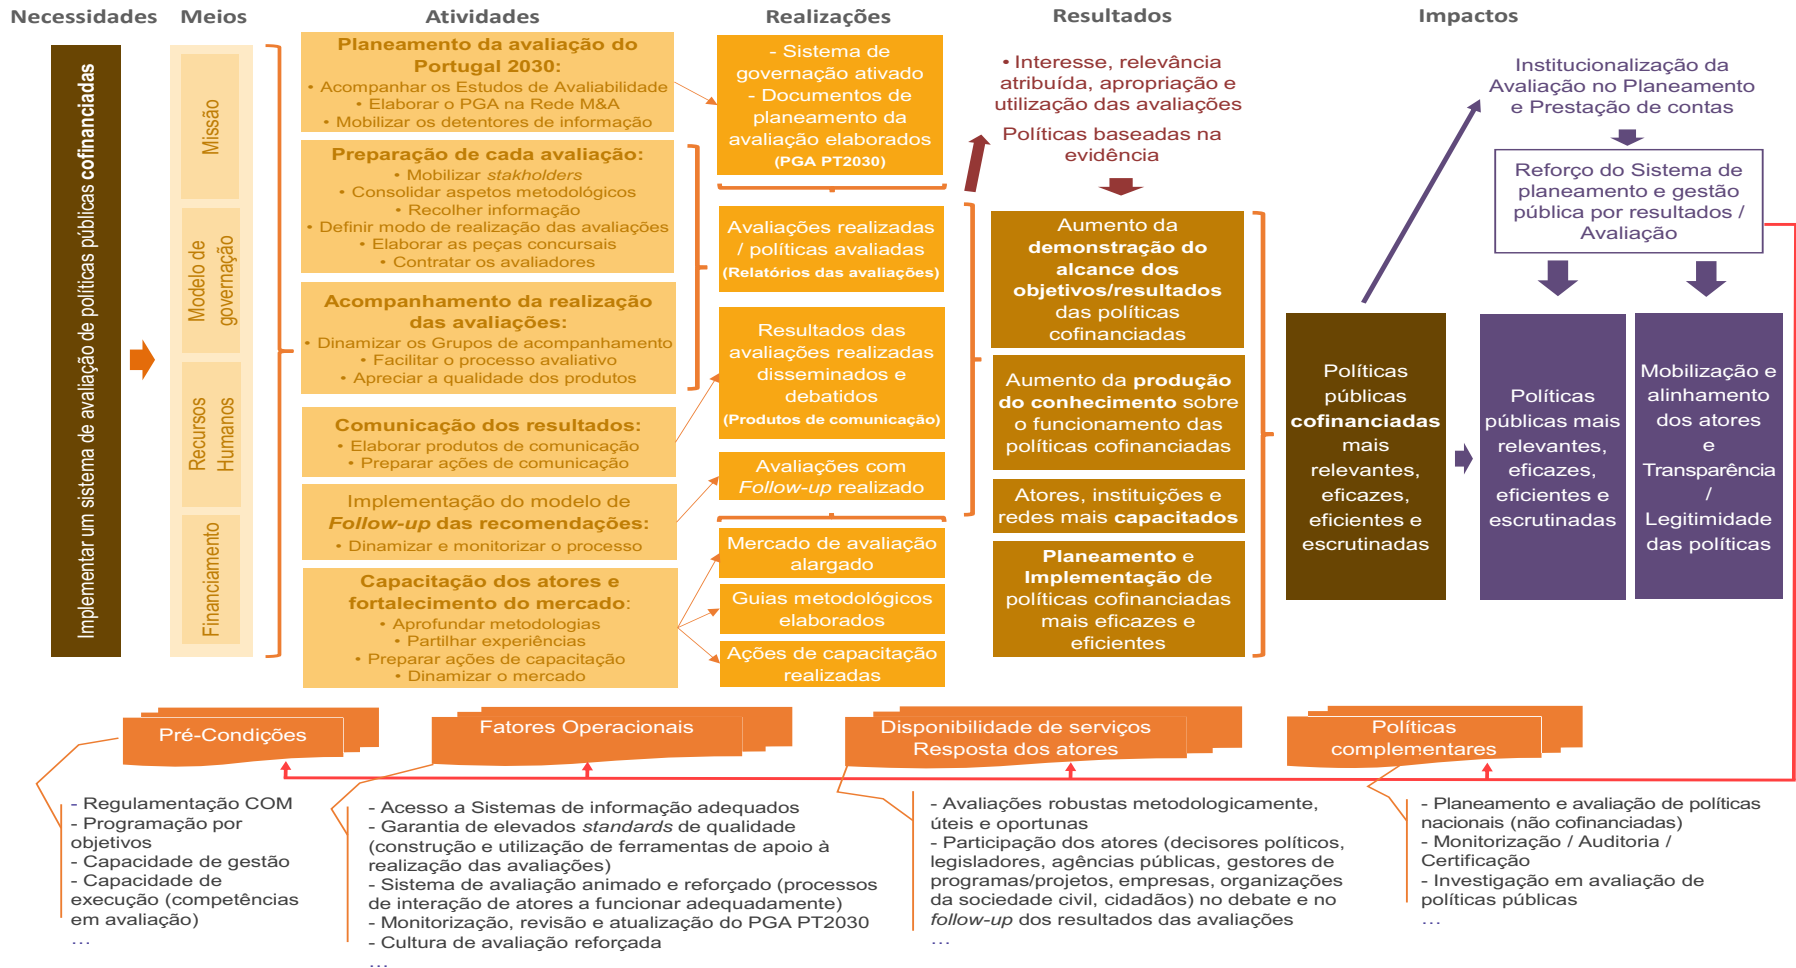 Necessidades
Meios
Atividades
Realizações
Resultados
Impactos
Implementar um sistema de avaliação de políticas públicas cofinanciadas
Missão
Modelo de
governação
Recursos
Humanos
Financiamento
Planeamento da avaliação do
Portugal 2030:
• Acompanhar os Estudos de Avaliabilidade
• Elaborar o PGA na Rede M&A
• Mobilizar os detentores de informação
Preparação de cada avaliação:
• Mobilizar stakholders
• Consolidar aspetos metodológicos
• Recolher informação
• Definir modo de realização das avaliações
• Elaborar as peças concursais
• Contratar os avaliadores
Acompanhamento da realização
das avaliações:
• Dinamizar os Grupos de acompanhamento
• Facilitar o processo avaliativo
• Apreciar a qualidade dos produtos
Comunicação dos resultados:
• Elaborar produtos de comunicação
• Preparar ações de comunicação
Implementação do modelo de
Follow-up das recomendações:
• Dinamizar e monitorizar o processo
Capacitação dos atores e
fortalecimento do mercado:
• Aprofundar metodologias
• Partilhar experiências
• Preparar ações de capacitação
• Dinamizar o mercado
- Sistema de
governação ativado
- Documentos de
planeamento da
avaliação elaborados
(PGA PT2030)
Avaliações realizadas
/ políticas avaliadas
(Relatórios das avaliações)
Resultados das
avaliações realizadas
disseminados e
debatidos
(Produtos de comunicação)
Avaliações com
Follow-up realizado
Mercado de avaliação
alargado
Guias metodológicos
elaborados
Ações de capacitação
realizadas
• Interesse, relevância
atribuída, apropriação e
utilização das avaliações
Políticas baseadas na
evidência
Aumento da
demonstração do
alcance dos
objetivos/resultados
das políticas
cofinanciadas
Aumento da produção
do conhecimento sobre
o funcionamento das
políticas cofinanciadas
Atores, instituições e
redes mais capacitados
Planeamento e
Implementação de
políticas cofinanciadas
mais eficazes e
eficientes
Políticas
públicas
cofinanciadas
mais
relevantes,
eficazes,
eficientes e
escrutinadas
Institucionalização da
Avaliação no Planeamento
e Prestação de contas
Reforço do Sistema de
planeamento e gestão
pública por resultados /
Avaliação
Políticas
públicas mais
relevantes,
eficazes,
eficientes e
escrutinadas
Mobilização e
alinhamento
dos atores
e
Transparência
/
Legitimidade
das políticas
Pré-Condições
- Regulamentação COM
- Programação por
objetivos
- Capacidade de gestão
- Capacidade de
execução (competências
em avaliação)
…
Fatores Operacionais
- Acesso a Sistemas de informação adequados
- Garantia de elevados standards de qualidade
(construção e utilização de ferramentas de apoio à
realização das avaliações)
- Sistema de avaliação animado e reforçado (processos
de interação de atores a funcionar adequadamente)
- Monitorização, revisão e atualização do PGA PT2030
- Cultura de avaliação reforçada
…
Disponibilidade de serviços
Resposta dos atores
- Avaliações robustas metodologicamente,
úteis e oportunas
- Participação dos atores (decisores políticos,
legisladores, agências públicas, gestores de
programas/projetos, empresas, organizações
da sociedade civil, cidadãos) no debate e no
follow-up dos resultados das avaliações
…
Políticas
complementares
- Planeamento e avaliação de políticas
nacionais (não cofinanciadas)
- Monitorização / Auditoria /
Certificação
- Investigação em avaliação de
políticas públicas
…